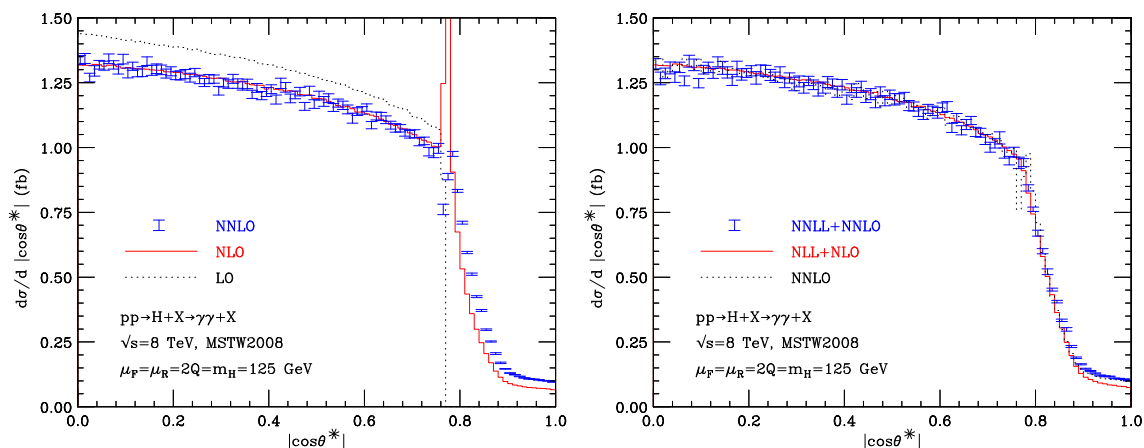 1.50
1.25
1.00
0.75
0.50
0.25
0.00
dσ/d |cosθ*| (fb)
NNLO
NLO
LO
pp→H+X→γγ+X
√s=8 TeV, MSTW2008
μF=μR=2Q=mH=125 GeV
0.0 0.2 0.4 0.6 0.8 1.0
|cosθ*|
1.50
1.25
1.00
0.75
0.50
0.25
0.00
dσ/d |cosθ*| (fb)
NNLL+NNLO
NLL+NLO
NNLO
pp→H+X→γγ+X
√s=8 TeV, MSTW2008
μF=μR=2Q=mH=125 GeV
0.0 0.2 0.4 0.6 0.8 1.0
|cosθ*|